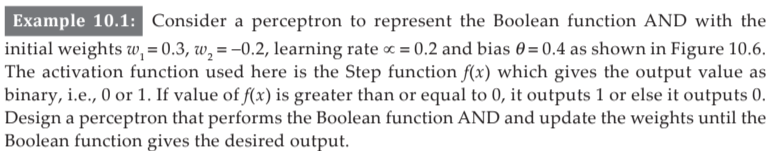 Example 10.1: Consider a perceptron to represent the Boolean function AND with the
initial weights w₁ = 0.3, w₂ = –0.2, learning rate ∝ = 0.2 and bias θ = 0.4 as shown in Figure 10.6.
The activation function used here is the Step function f(x) which gives the output value as
binary, i.e., 0 or 1. If value of f(x) is greater than or equal to 0, it outputs 1 or else it outputs 0.
Design a perceptron that performs the Boolean function AND and update the weights until the
Boolean function gives the desired output.